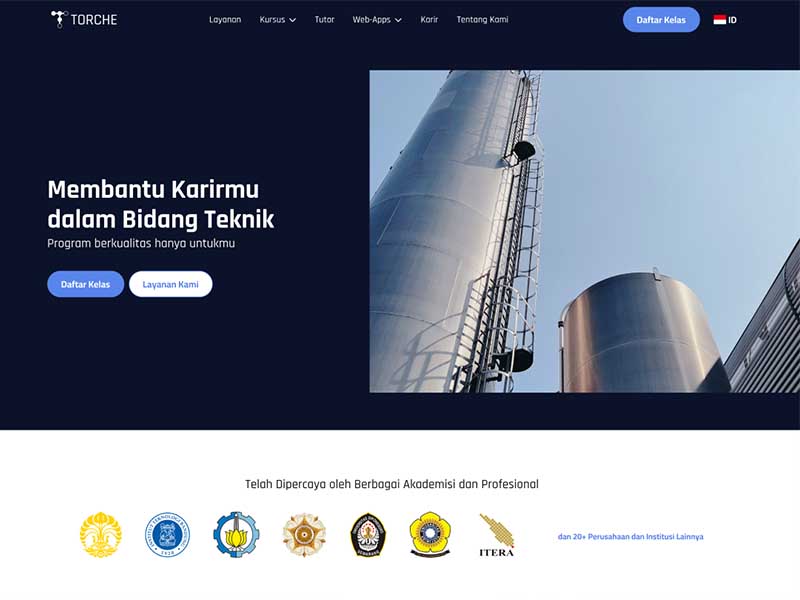 TORCHE
Layanan
Kursus
Tutor
Web-Apps
Karir
Tentang Kami
Daftar Kelas
ID
Membantu Karirmu
dalam Bidang Teknik
Program berkualitas hanya untukmu
Daftar Kelas
Layanan Kami
Telah Dipercaya oleh Berbagai Akademisi dan Profesional
ITERA
dan 20+ Perusahaan dan Institusi Lainnya